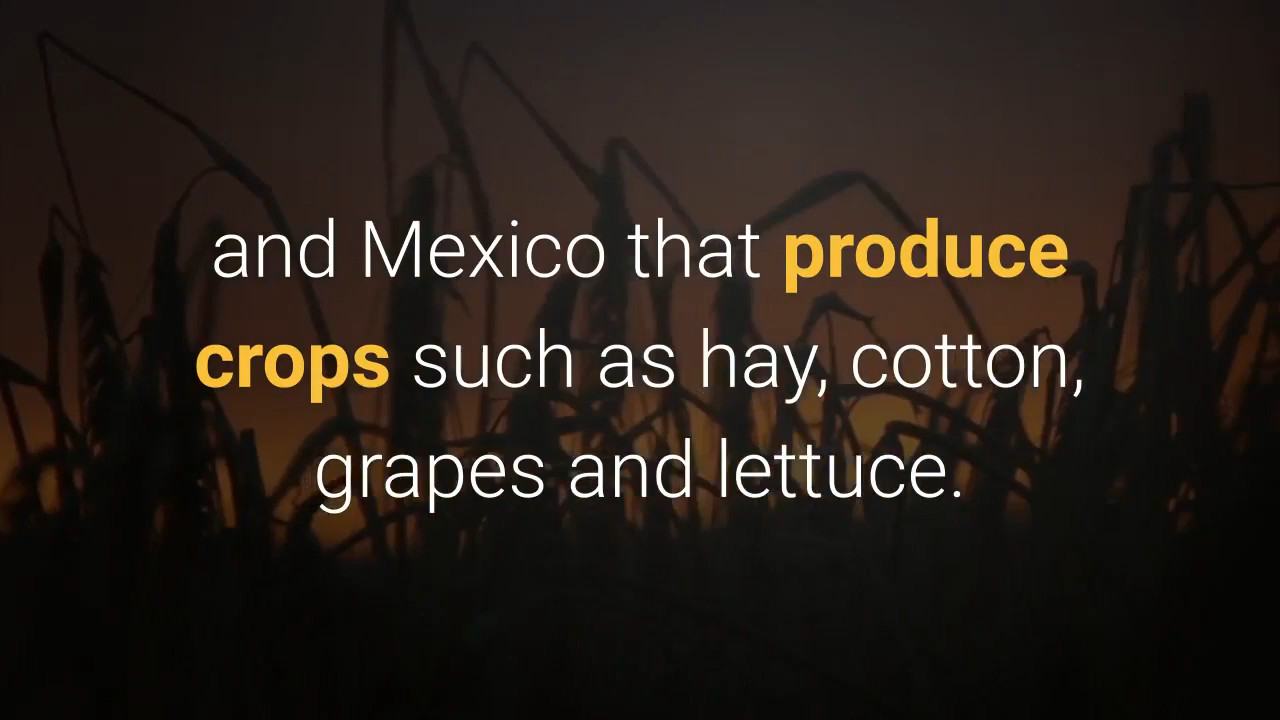 and Mexico that produce
crops such as hay, cotton,
grapes and lettuce.